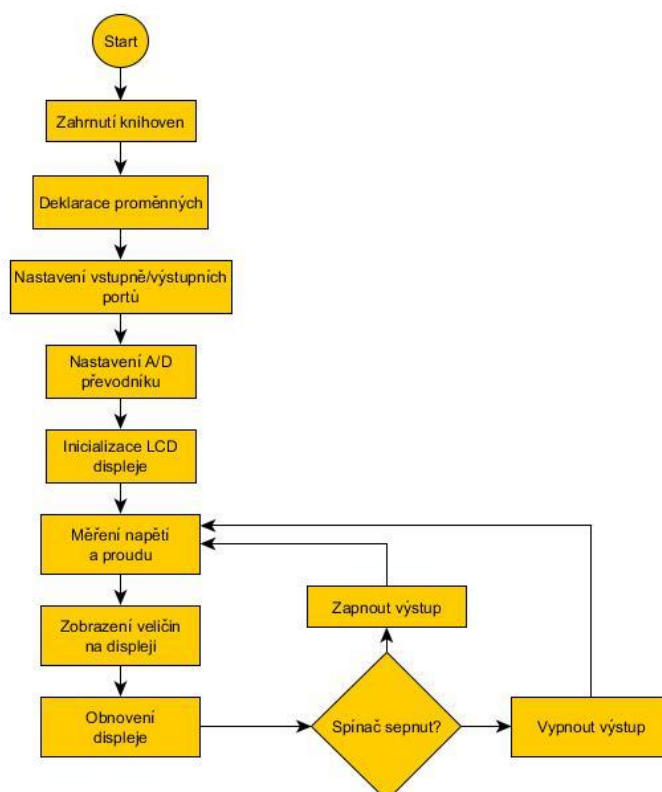 Start
Zahrnutí knihoven
Deklarace proměnných
Nastavení vstupně/výstupních
portů
Nastavení A/D
převodníku
Inicializace LCD
displeje
Měření napětí
a proudu
Zobrazení veličin
na displeji
Obnovení
displeje
Zapnout výstup
Spínač sepnut?
Vypnout výstup